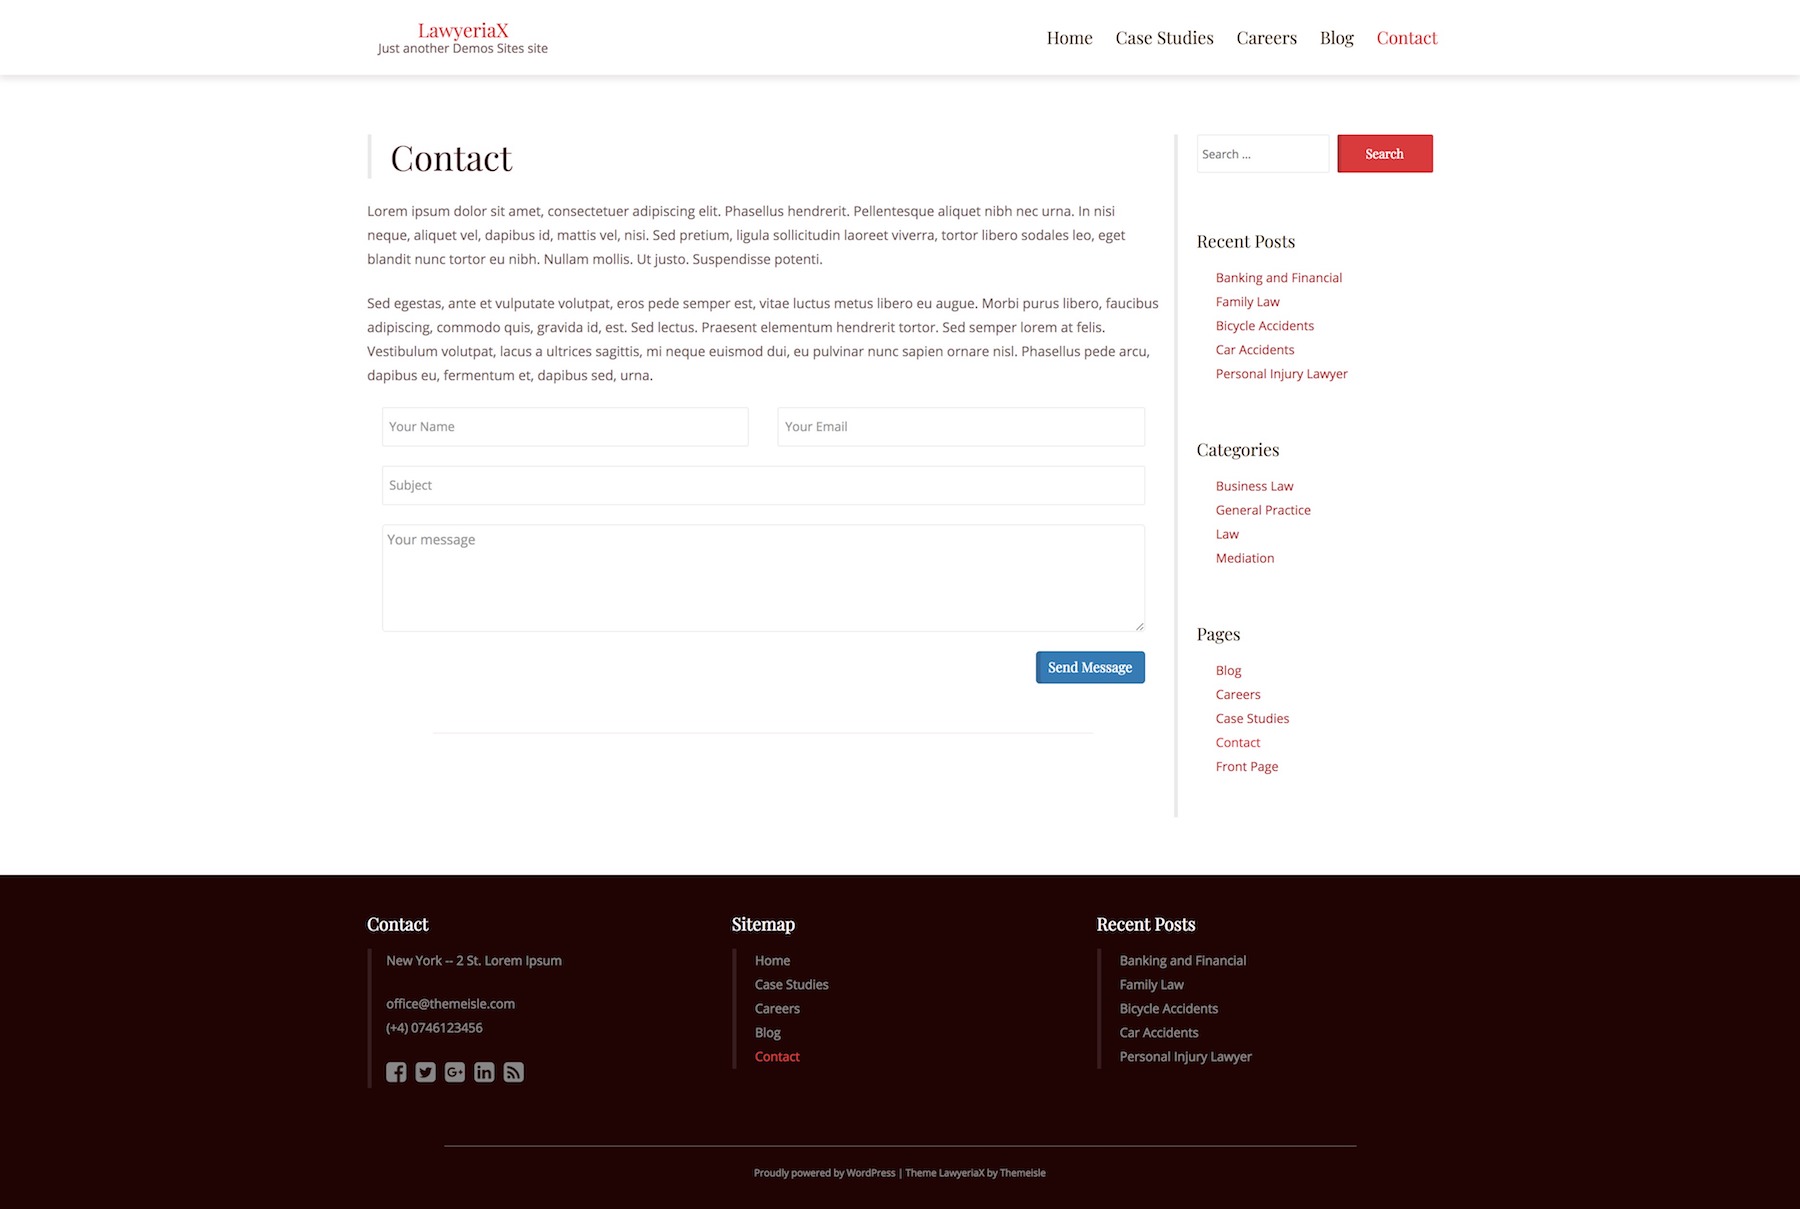 LawyeriaX
Just another Demos Sites site
Home
Case Studies
Careers
Blog
Contact
Contact
Lorem ipsum dolor sit amet, consectetuer adipiscing elit. Phasellus hendrerit. Pellentesque aliquet nibh nec urna. In nisi
neque, aliquet vel, dapibus id, mattis vel, nisi. Sed pretium, ligula sollicitudin laoreet viverra, tortor libero sodales leo, eget
blandit nunc tortor eu nibh. Nullam mollis. Ut justo. Suspendisse potenti.
Sed egestas, ante et vulputate volutpat, eros pede semper est, vitae luctus metus libero eu augue. Morbi purus libero, faucibus
adipiscing, commodo quis, gravida id, est. Sed lectus. Praesent elementum hendrerit tortor. Sed semper lorem at felis.
Vestibulum volutpat, lacus a ultrices sagittis, mi neque euismod dui, eu pulvinar nunc sapien ornare nisl. Phasellus pede arcu,
dapibus eu, fermentum et, dapibus sed, urna.
Your Name
Your Email
Subject
Your message
Send Message
Search ...
Search
Recent Posts
Banking and Financial
Family Law
Bicycle Accidents
Car Accidents
Personal Injury Lawyer
Categories
Business Law
General Practice
Law
Mediation
Pages
Blog
Careers
Case Studies
Contact
Front Page
Contact
New York -- 2 St. Lorem Ipsum
office@themeisle.com
(+4) 0746123456
Sitemap
Home
Case Studies
Careers
Blog
Contact
Recent Posts
Banking and Financial
Family Law
Bicycle Accidents
Car Accidents
Personal Injury Lawyer
Proudly powered by WordPress | Theme LawyeriaX by Themeisle